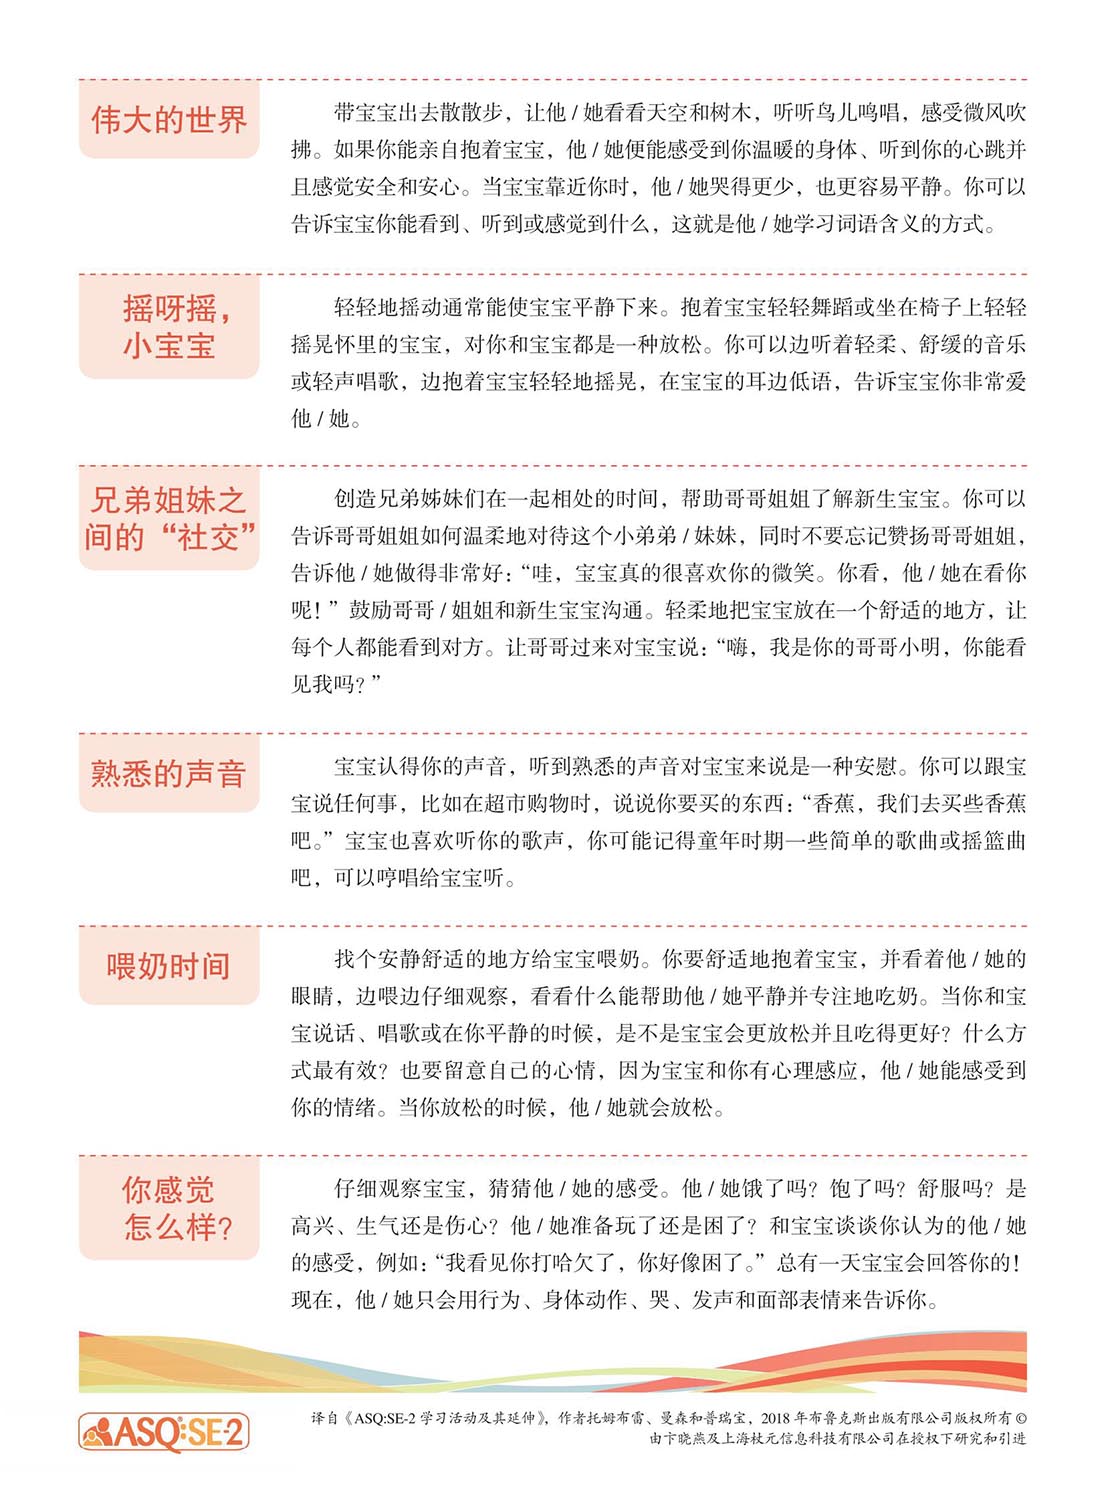 伟大的世界
带宝宝出去散散步，让他 / 她看看天空和树木，听听鸟儿鸣唱，感受微风吹
拂。如果你能亲自抱着宝宝，他 / 她便能感受到你温暖的身体、听到你的心跳并
且感觉安全和安心。当宝宝靠近你时，他 / 她哭得更少，也更容易平静。你可以
告诉宝宝你能看到、听到或感觉到什么，这就是他 / 她学习词语含义的方式。
摇呀摇，
小宝宝
轻轻地摇动通常能使宝宝平静下来。抱着宝宝轻轻舞蹈或坐在椅子上轻轻
摇晃怀里的宝宝，对你和宝宝都是一种放松。你可以边听着轻柔、舒缓的音乐
或轻声唱歌，边抱着宝宝轻轻地摇晃，在宝宝的耳边低语，告诉宝宝你非常爱
他 / 她。
兄弟姐妹之
间的“社交”
创造兄弟姊妹们在一起相处的时间，帮助哥哥姐姐了解新生宝宝。你可以
告诉哥哥姐姐如何温柔地对待这个小弟弟 / 妹妹，同时不要忘记赞扬哥哥姐姐，
告诉他 / 她做得非常好：“哇，宝宝真的很喜欢你的微笑。你看，他 / 她在看你
呢！”鼓励哥哥 / 姐姐和新生宝宝沟通。轻柔地把宝宝放在一个舒适的地方，让
每个人都能看到对方。让哥哥过来对宝宝说：“嗨，我是你的哥哥小明，你能看
见我吗？”
熟悉的声音
宝宝认得你的声音，听到熟悉的声音对宝宝来说是一种安慰。你可以跟宝
宝说任何事，比如在超市购物时，说说你要买的东西：“香蕉，我们去买些香蕉
吧。”宝宝也喜欢听你的歌声，你可能记得童年时期一些简单的歌曲或摇篮曲
吧，可以哼唱给宝宝听。
喂奶时间
找个安静舒适的地方给宝宝喂奶。你要舒适地抱着宝宝，并看着他 / 她的
眼睛，边喂边仔细观察，看看什么能帮助他 / 她平静并专注地吃奶。当你和宝
宝说话、唱歌或在你平静的时候，是不是宝宝会更放松并且吃得更好？什么方
式最有效？也要留意自己的心情，因为宝宝和你有心理感应，他 / 她能感受到
你的情绪。当你放松的时候，他 / 她就会放松。
你感觉
怎么样？
仔细观察宝宝，猜猜他 / 她的感受。他 / 她饿了吗？饱了吗？舒服吗？是
高兴、生气还是伤心？他 / 她准备玩了还是困了？和宝宝谈谈你认为的他 / 她
的感受，例如：“我看见你打哈欠了，你好像困了。”总有一天宝宝会回答你的！
现在，他 / 她只会用行为、身体动作、哭、发声和面部表情来告诉你。
ASQ:SE-2
译自《ASQ:SE-2 学习活动及其延伸》，作者托姆布雷、曼森和普瑞宝，2018 年布鲁克斯出版有限公司版权所有 ©
由卞晓燕及上海杖元信息科技有限公司在授权下研究和引进